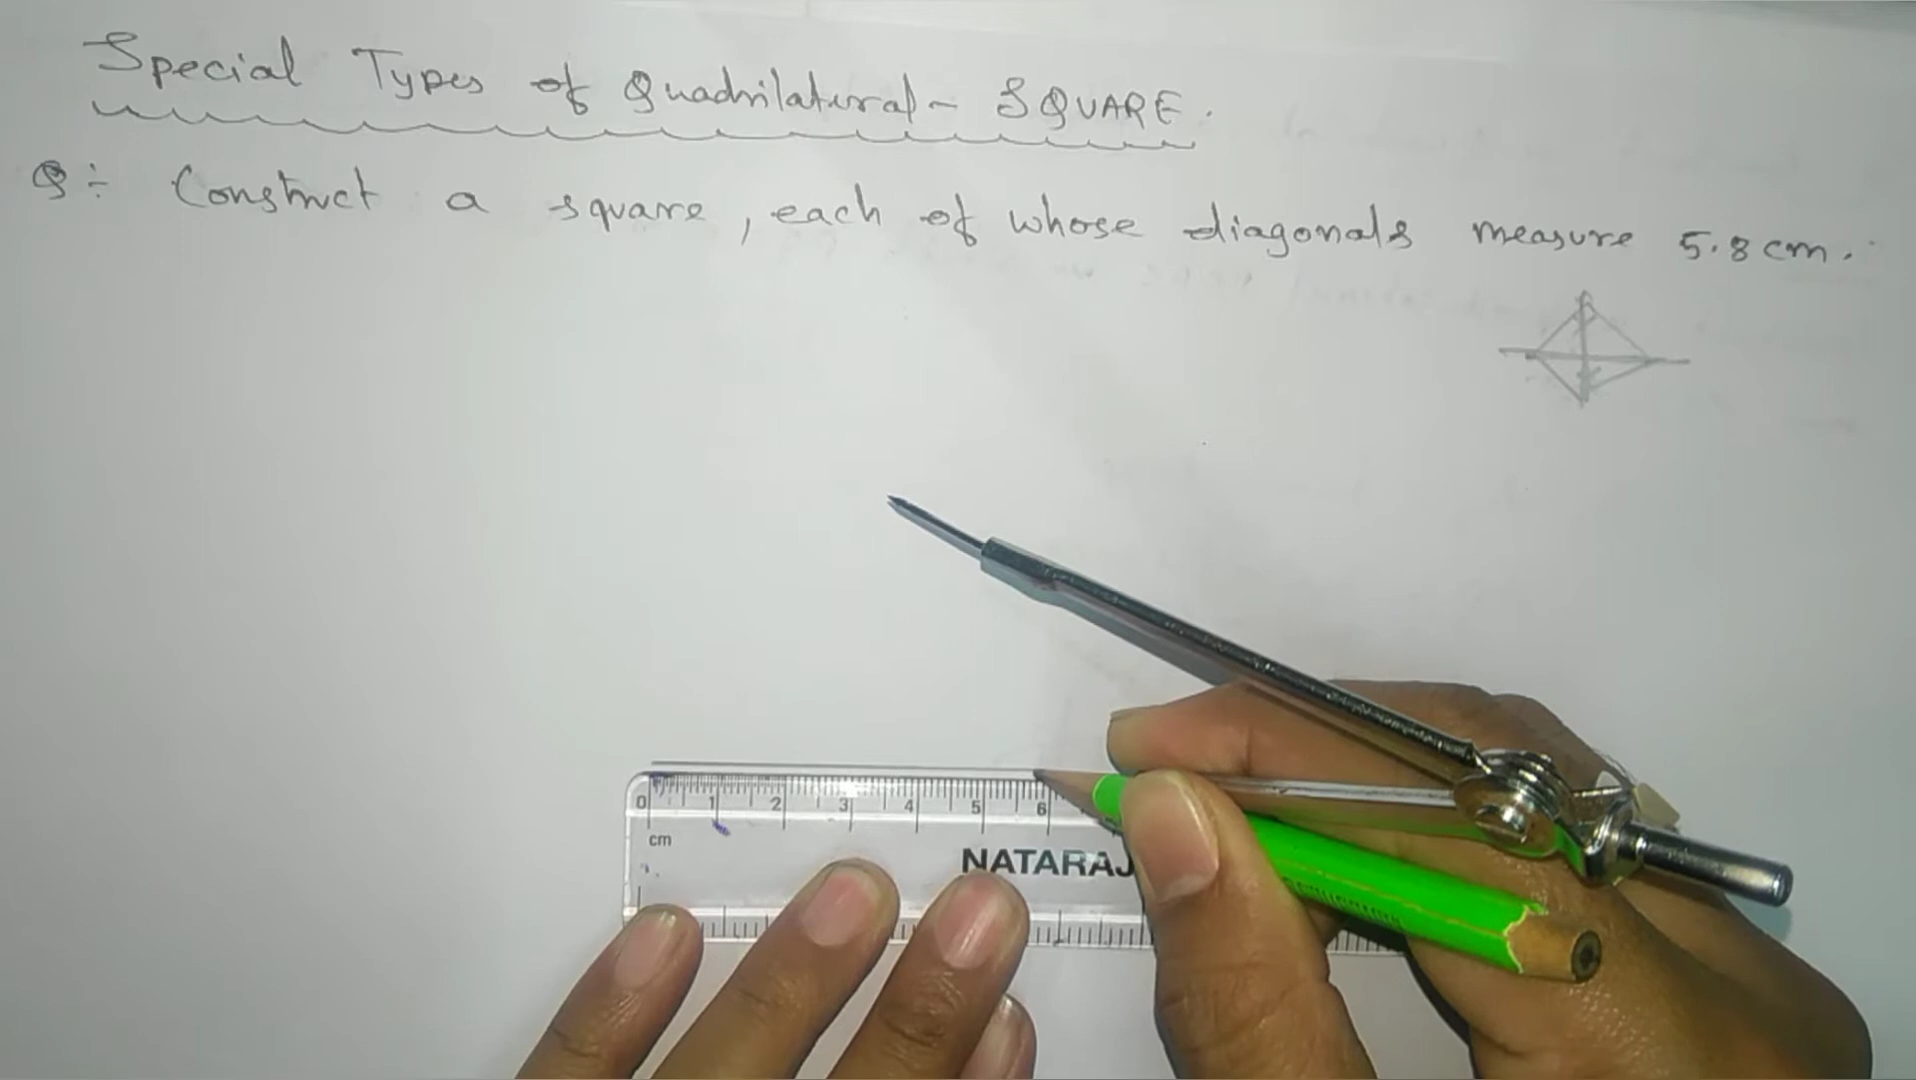 Special Types of Quadrilateral - SQUARE.
Q÷ Construct a square, each of whose diagonals measure 5.8 cm.
0 1 2 3 4 5 6
cm
NATARAJ